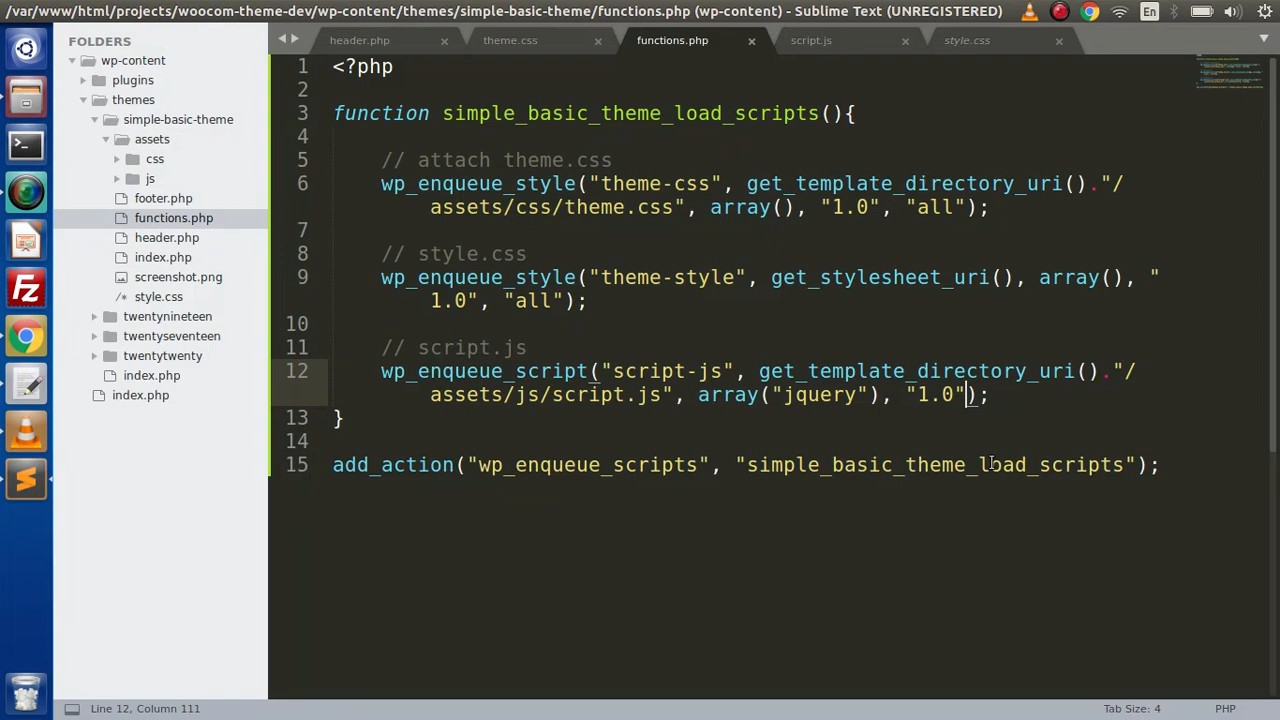 /var/www/html/projects/woocom-theme-dev/wp-content/themes/simple-basic-theme/functions.php (wp-content) - Sublime Text (UNREGISTERED)
En
FOLDERS
wp-content
plugins
themes
simple-basic-theme
assets
css
js
footer.php
functions.php
header.php
index.php
screenshot.png
/* style.css
twentynineteen
twentyseventeen
twentytwenty
index.php
index.php
header.php
theme.css
functions.php
script.js
style.css
1 <?php
2
3 function simple_basic_theme_load_scripts(){
4
5 // attach theme.css
6 wp_enqueue_style("theme-css", get_template_directory_uri()."/
assets/css/theme.css", array(), "1.0", "all");
7
8 // style.css
9 wp_enqueue_style("theme-style", get_stylesheet_uri(), array(), "
1.0", "all");
10
11 // script.js
12 wp_enqueue_script("script-js", get_template_directory_uri()."/
assets/js/script.js", array("jquery"), "1.0");
13 }
14
15 add_action("wp_enqueue_scripts", "simple_basic_theme_load_scripts");
Fz
Line 12, Column 111
Tab Size: 4
PHP